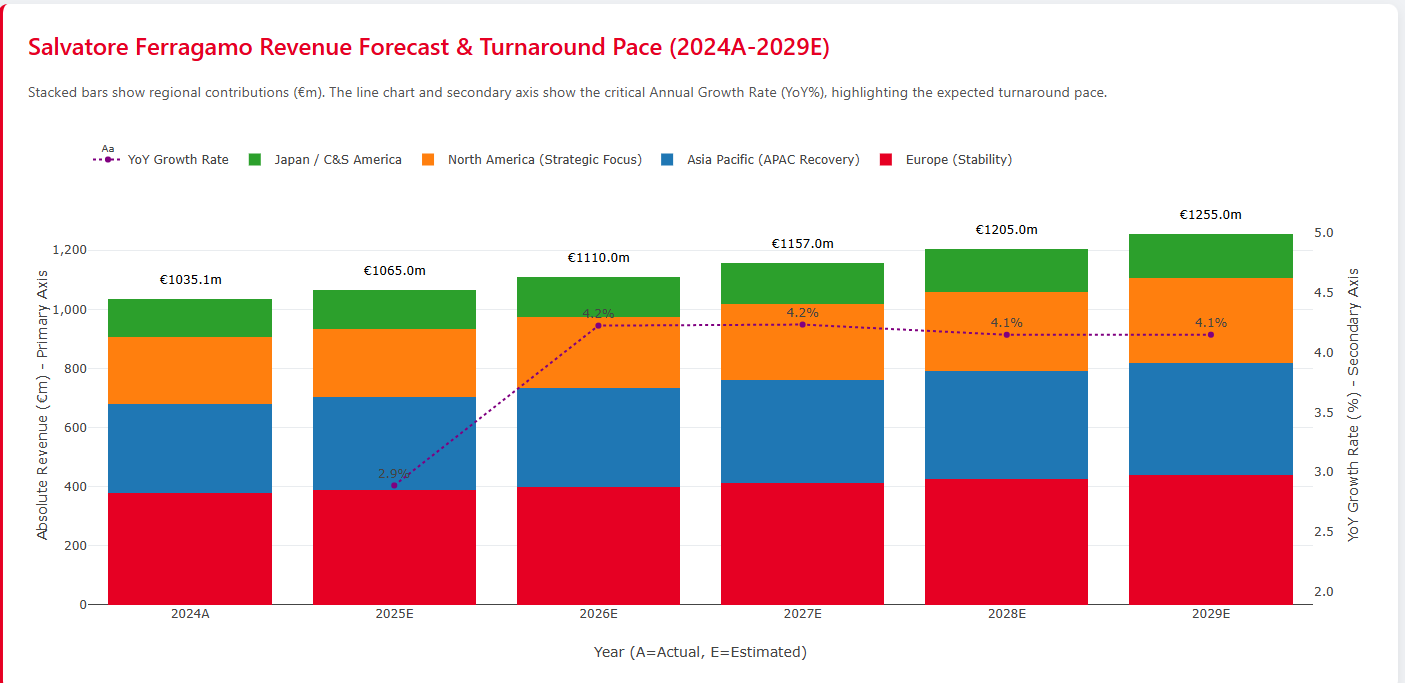 Salvatore Ferragamo Revenue Forecast & Turnaround Pace (2024A-2029E)
Stacked bars show regional contributions (€m). The line chart and secondary axis show the critical Annual Growth Rate (YoY%), highlighting the expected turnaround pace.
Aa
YoY Growth Rate
Japan / C&S America
North America (Strategic Focus)
Asia Pacific (APAC Recovery)
Europe (Stability)
Absolute Revenue (€m) – Primary Axis
1,200
1,000
800
600
400
200
0
€1035.1m
€1065.0m
€1110.0m
€1157.0m
€1205.0m
€1255.0m
2.9%
4.2%
4.2%
4.1%
4.1%
5.0
4.5
4.0
3.5
3.0
2.5
2.0
YoY Growth Rate (%) – Secondary Axis
2024A
2025E
2026E
2027E
2028E
2029E
Year (A=Actual, E=Estimated)